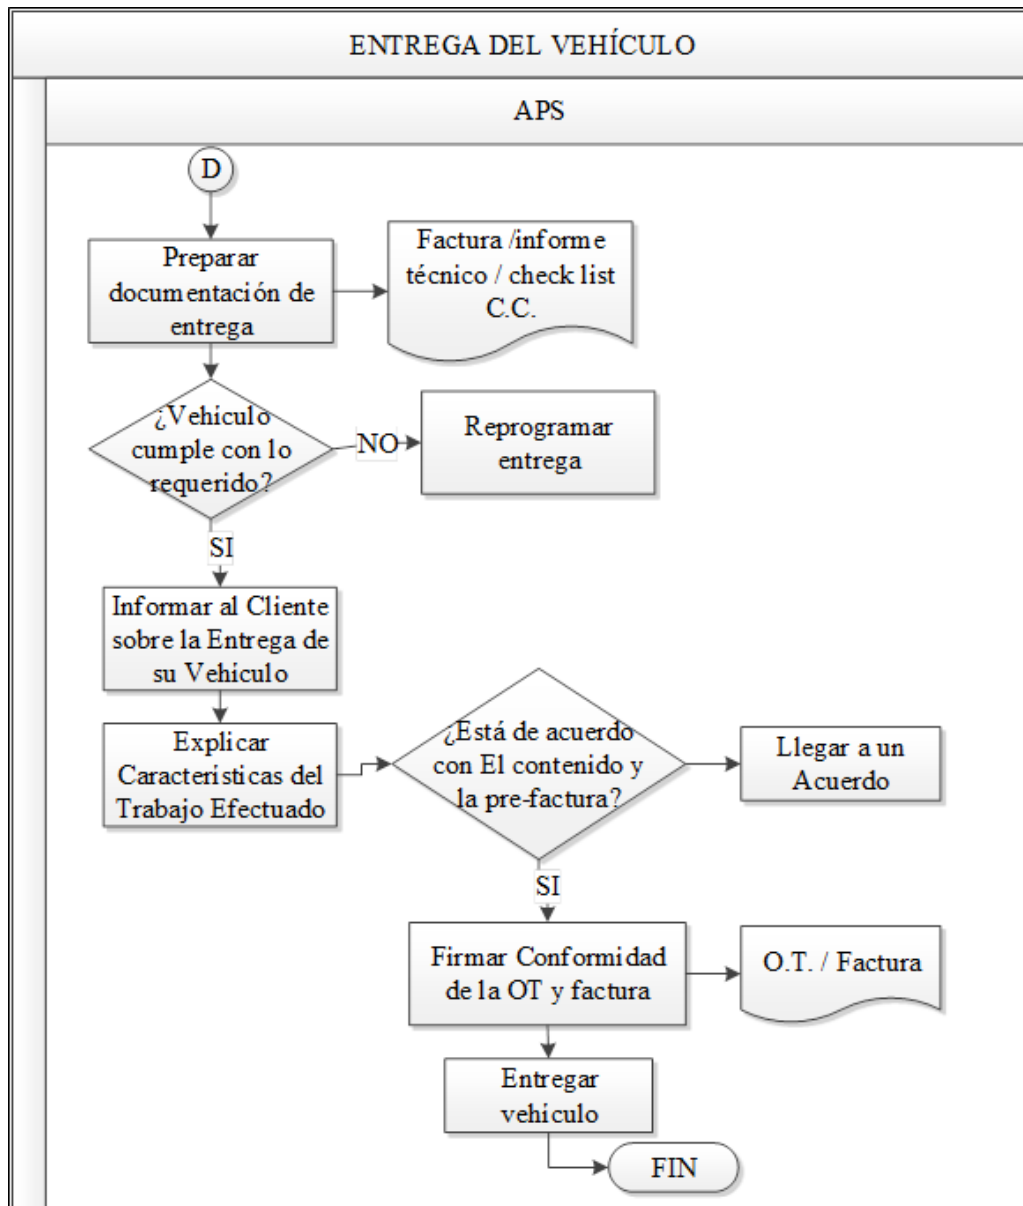 ENTREGA DEL VEHÍCULO
APS
D
Preparar
documentación de
entrega
Factura /informe
técnico / check list
C.C.
¿Vehículo
cumple con lo
requerido?
NO
Reprogramar
entrega
SI
Informar al Cliente
sobre la Entrega de
su Vehículo
Explicar
Características del
Trabajo Efectuado
¿Está de acuerdo
con El contenido y
la pre-factura?
Llegar a un
Acuerdo
SI
Firmar Conformidad
de la OT y factura
O.T. / Factura
Entregar
vehículo
FIN